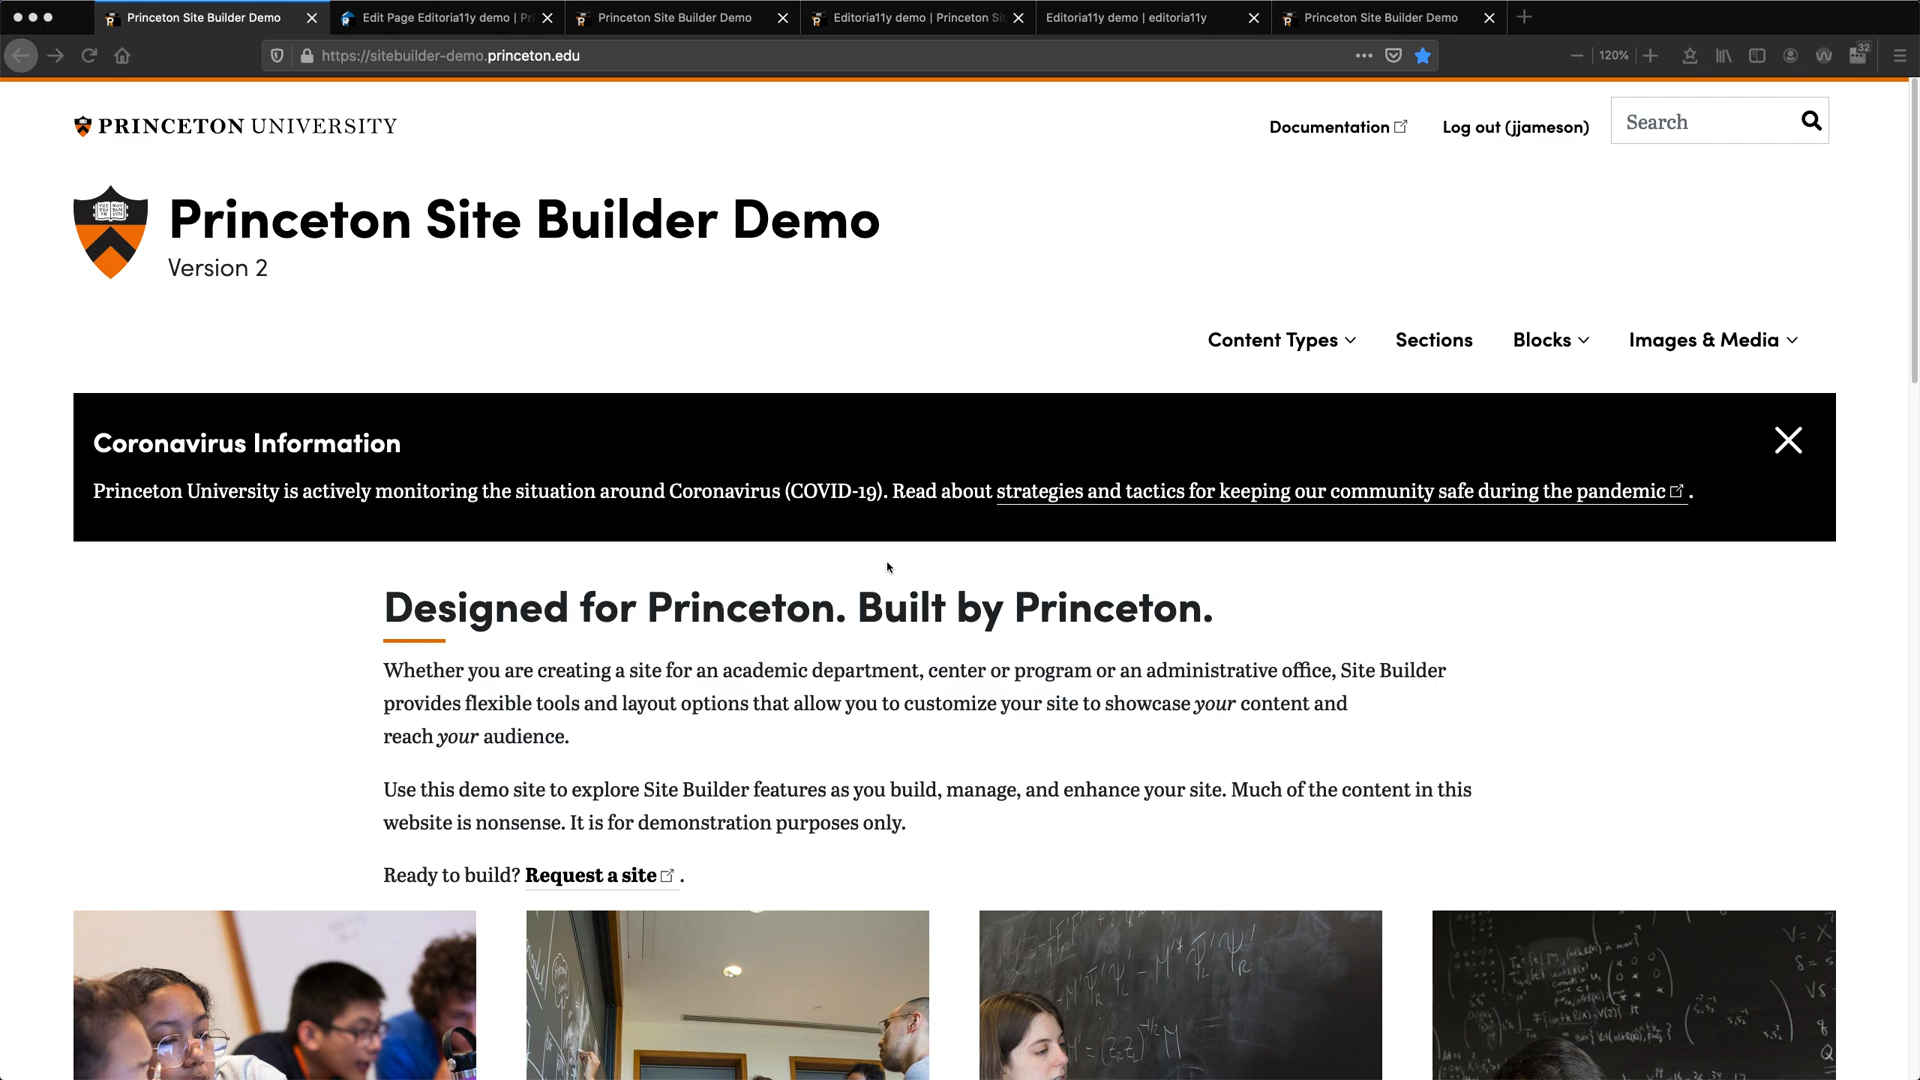 Princeton Site Builder Demo
Edit Page Editoria11y demo | Pr
Princeton Site Builder Demo
Editoria11y demo | Princeton Si
Editoria11y demo | editoria11y
Princeton Site Builder Demo
https://sitebuilder-demo.princeton.edu
120%
32
PRINCETON UNIVERSITY
Documentation
Log out (jjameson)
Search
Princeton Site Builder Demo
Version 2
Content Types
Sections
Blocks
Images & Media
Coronavirus Information
Princeton University is actively monitoring the situation around Coronavirus (COVID-19). Read about strategies and tactics for keeping our community safe during the pandemic .
Designed for Princeton. Built by Princeton.
Whether you are creating a site for an academic department, center or program or an administrative office, Site Builder
provides flexible tools and layout options that allow you to customize your site to showcase your content and
reach your audience.
Use this demo site to explore Site Builder features as you build, manage, and enhance your site. Much of the content in this
website is nonsense. It is for demonstration purposes only.
Ready to build? Request a site .